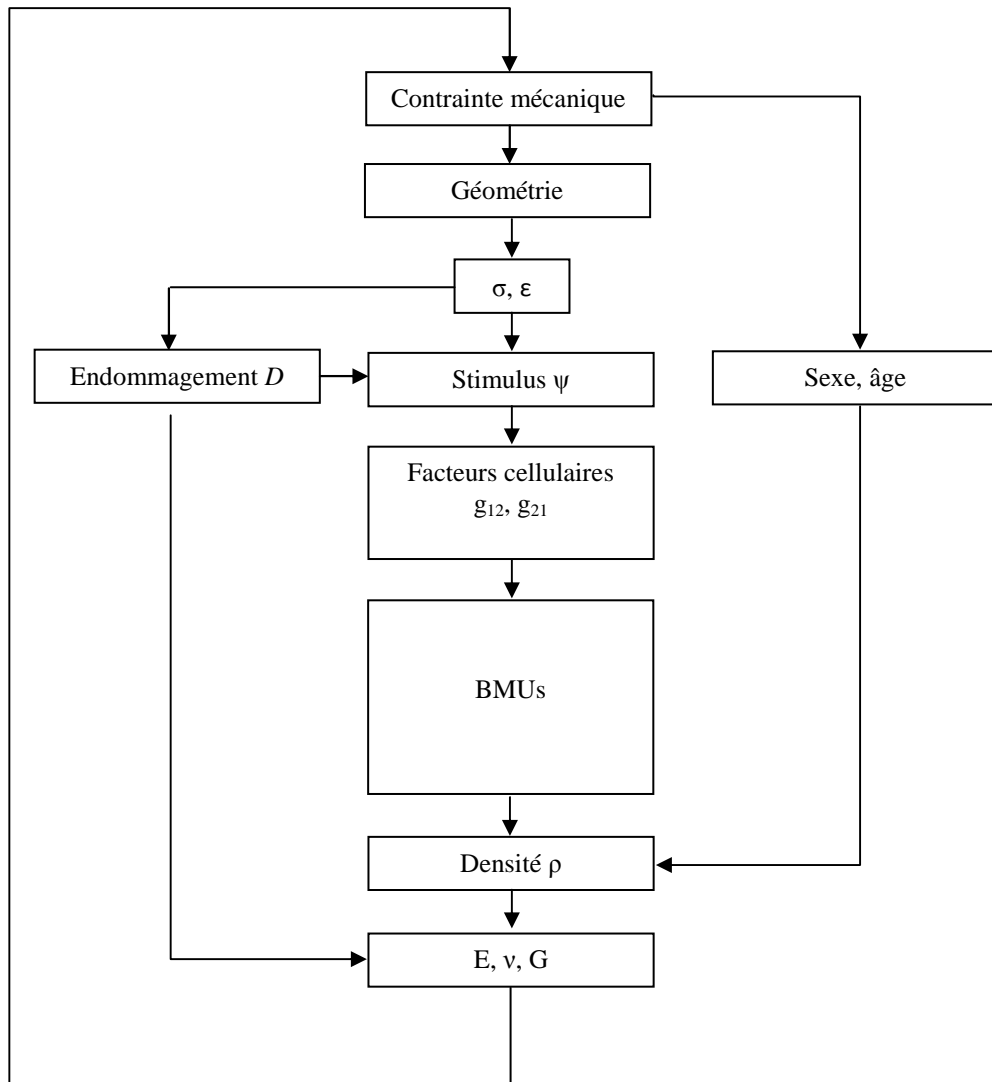 Contrainte mécanique
Géométrie
σ, ε
Endommagement D
Stimulus ψ
Sexe, âge
Facteurs cellulaires
g₁₂, g₂₁
BMUs
Densité ρ
E, ν, G